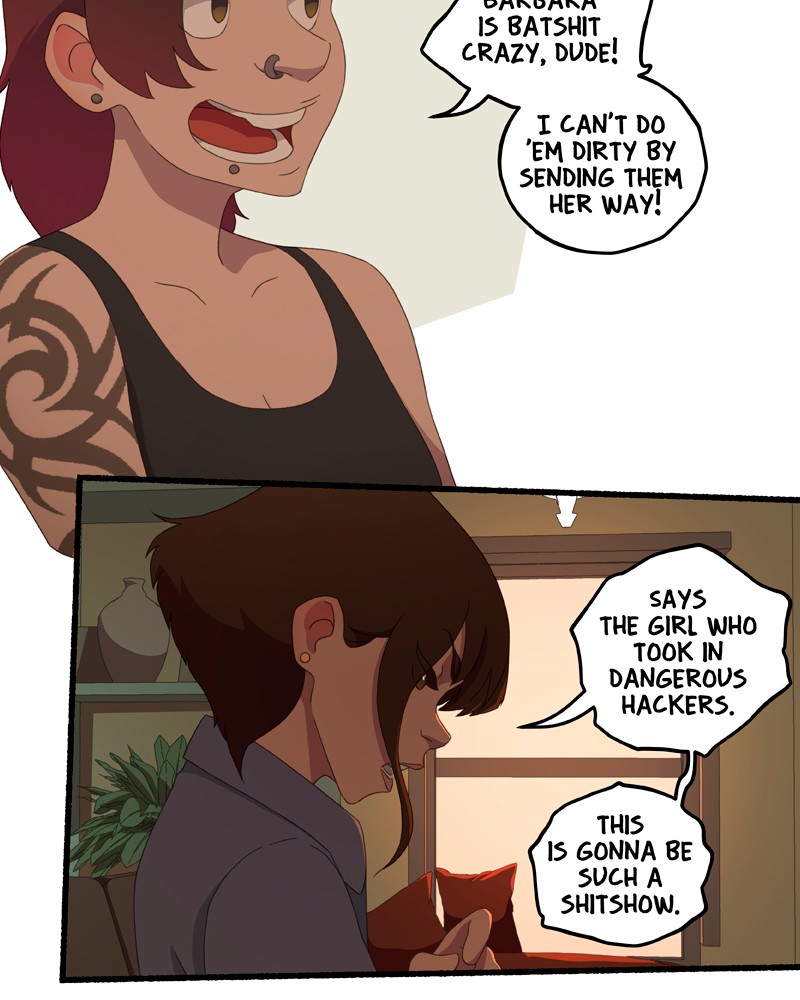 BARBARA
IS BATSHIT
CRAZY, DUDE!
I CAN'T DO
'EM DIRTY BY
SENDING THEM
HER WAY!
SAYS
THE GIRL WHO
TOOK IN
DANGEROUS
HACKERS.
THIS
IS GONNA BE
SUCH A
SHITSHOW.